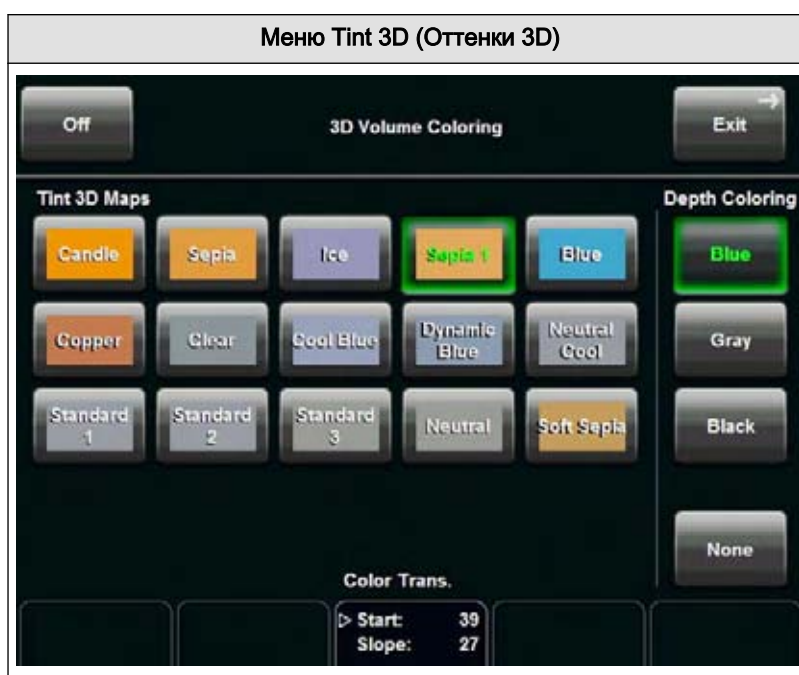 Меню Tint 3D (Оттенки 3D)
Off
3D Volume Coloring
Exit
Tint 3D Maps
Depth Coloring
Candle
Sepia
Ice
Sepia 1
Blue
Blue
Copper
Clear
Cool Blue
Dynamic
Blue
Neutral
Cool
Gray
Standard
1
Standard
2
Standard
3
Neutral
Soft Sepia
Black
None
Color Trans.
Start: 39
Slope: 27